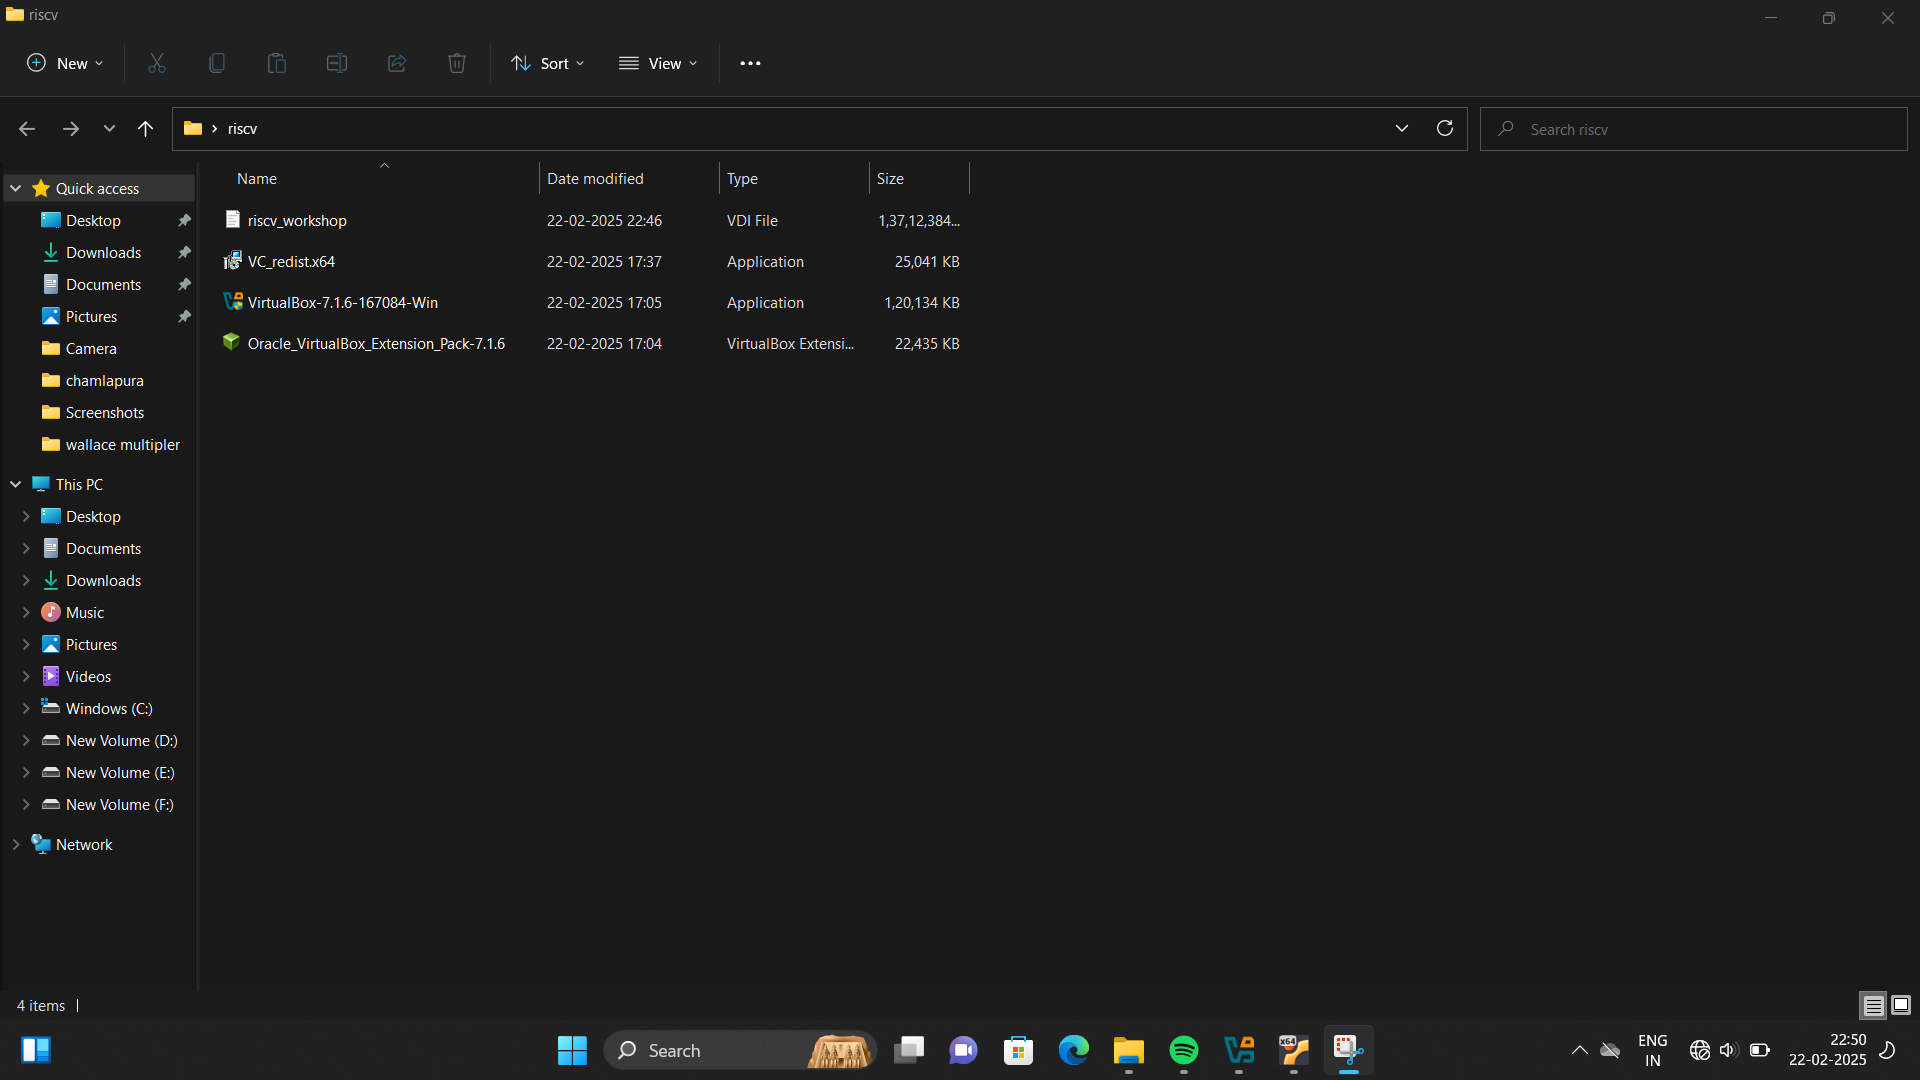 riscv
New
Sort
View
riscv
Search riscv
Name
Date modified
Type
Size
Quick access
Desktop
Downloads
Documents
Pictures
Camera
chamlapura
Screenshots
wallace multipler
This PC
Desktop
Documents
Downloads
Music
Pictures
Videos
Windows (C:)
New Volume (D:)
New Volume (E:)
New Volume (F:)
Network
riscv_workshop 22-02-2025 22:46 VDI File 1,37,12,384...
VC_redist.x64 22-02-2025 17:37 Application 25,041 KB
VirtualBox-7.1.6-167084-Win 22-02-2025 17:05 Application 1,20,134 KB
Oracle_VirtualBox_Extension_Pack-7.1.6 22-02-2025 17:04 VirtualBox Extensi... 22,435 KB
4 items
Search
x64
ENG
IN
22:50
22-02-2025